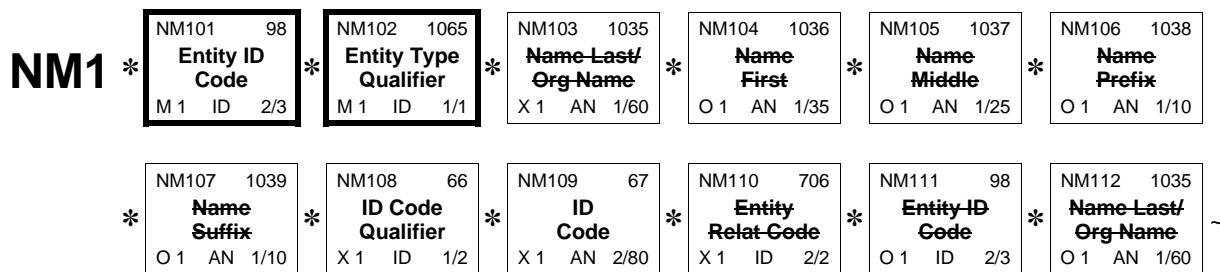 NM1 * NM101 98 * NM102 1065 * NM103 1035 * NM104 1036 * NM105 1037 * NM106 1038
Entity ID Entity Type Name Last/ Name Name Name
Code Qualifier Org Name First Middle Prefix
M 1 ID 2/3 M 1 ID 1/1 X 1 AN 1/60 O 1 AN 1/35 O 1 AN 1/25 O 1 AN 1/10
* NM107 1039 * NM108 66 * NM109 67 * NM110 706 * NM111 98 * NM112 1035 ~
Name ID Code ID Entity Entity ID Name Last/
Suffix Qualifier Code Relat Code Code Org Name
O 1 AN 1/10 X 1 ID 1/2 X 1 AN 2/80 X 1 ID 2/2 O 1 ID 2/3 O 1 AN 1/60